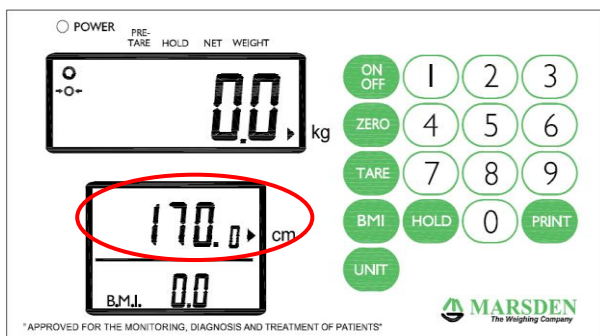 POWER
PRE-
TARE HOLD NET WEIGHT
0.0 kg
170.0 cm
B.M.I. 0.0
ON
OFF 1 2 3
ZERO 4 5 6
TARE 7 8 9
BMI HOLD 0 PRINT
UNIT
MARSDEN
The Weighing Company
"APPROVED FOR THE MONITORING, DIAGNOSIS AND TREATMENT OF PATIENTS"